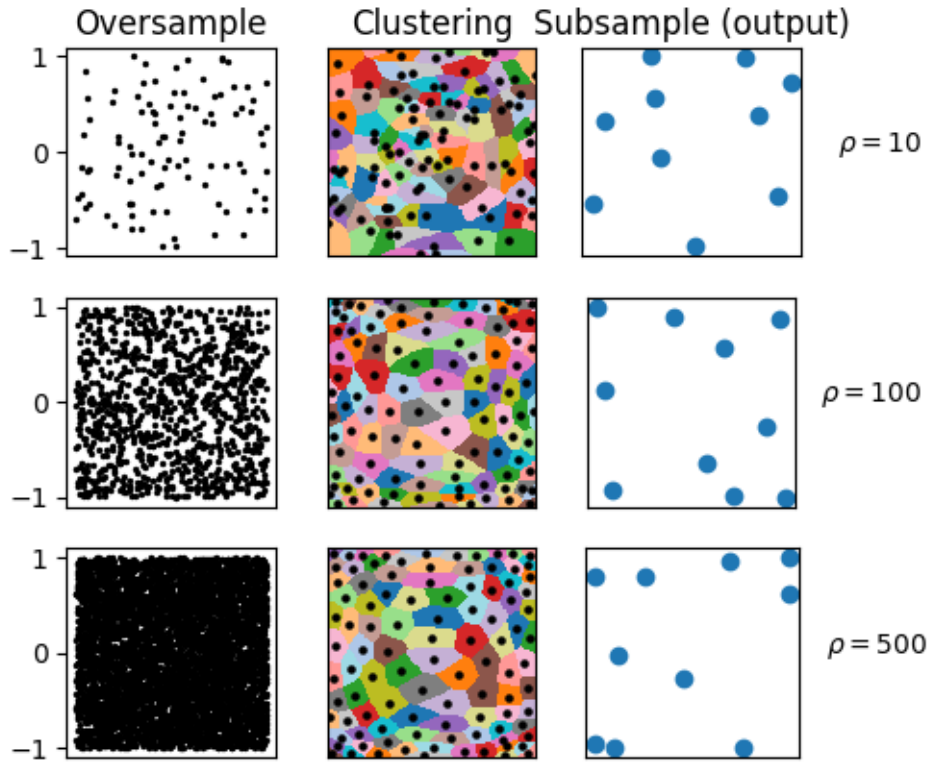 Oversample Clustering Subsample (output)
1
0
−1
ρ = 10
1
0
−1
ρ = 100
1
0
−1
ρ = 500